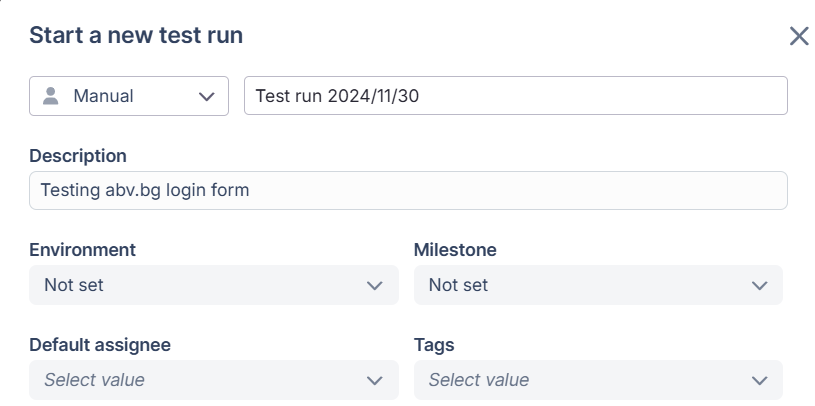 Start a new test run
Manual
Test run 2024/11/30
Description
Testing abv.bg login form
Environment
Milestone
Not set
Not set
Default assignee
Tags
Select value
Select value